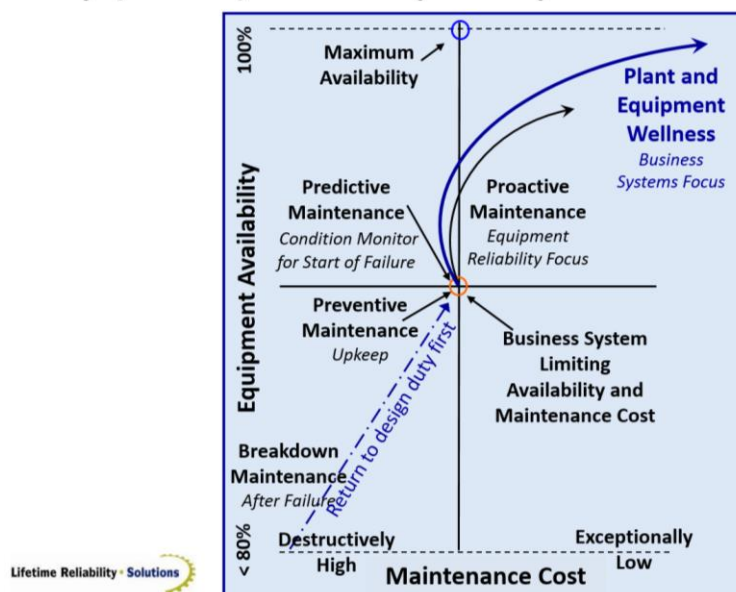 100%
Maximum
Availability
Plant and
Equipment
Wellness
Business
Systems Focus
Equipment Availability
Predictive
Maintenance
Condition Monitor
for Start of Failure
Proactive
Maintenance
Equipment
Reliability Focus
Preventive
Maintenance
Upkeep
Business System
Limiting
Availability and
Maintenance Cost
Return to design duty first
Breakdown
Maintenance
After Failure
< 80%
Destructively
High
Exceptionally
Low
Maintenance Cost
Lifetime Reliability • Solutions